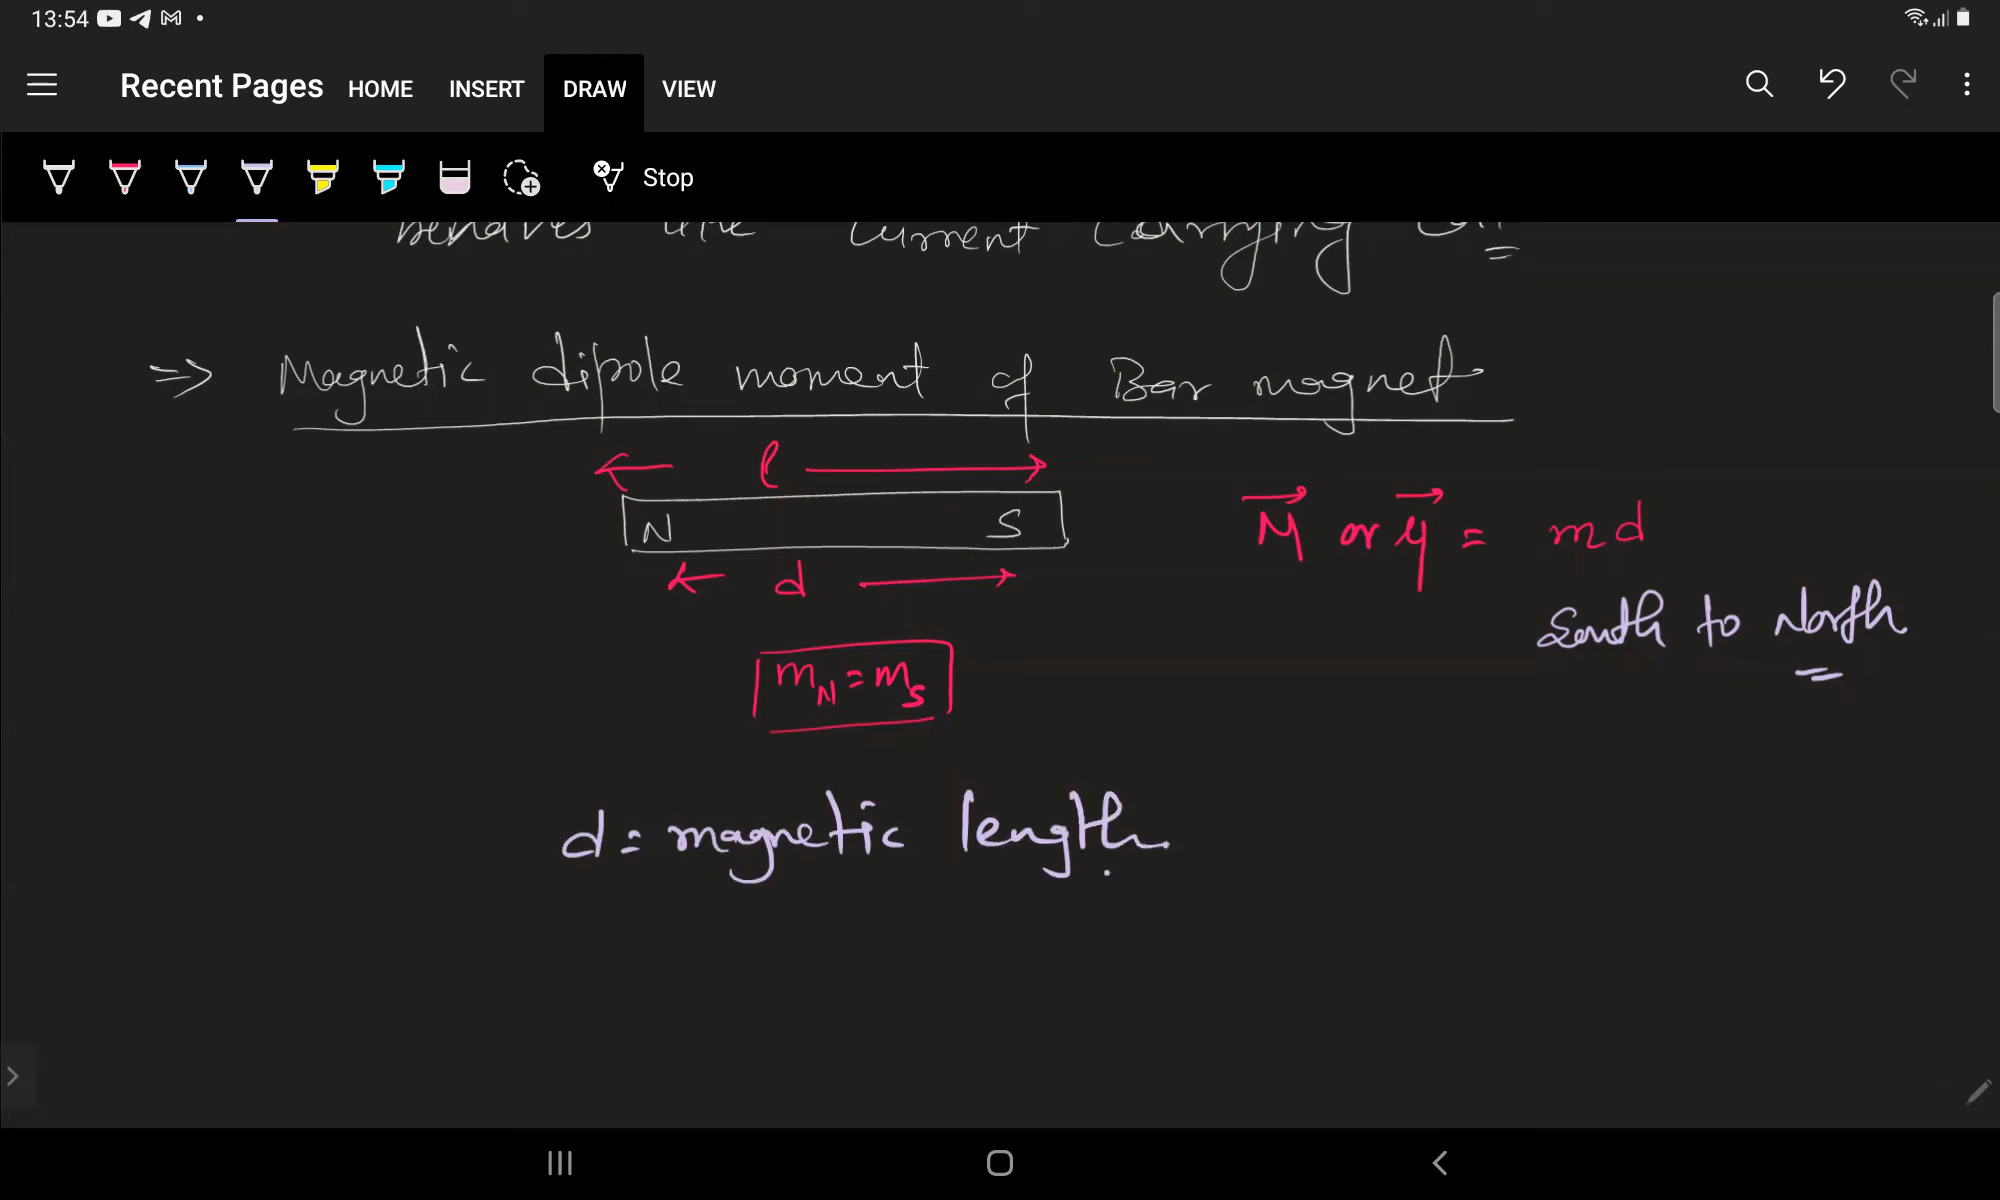 13:54
Recent Pages HOME INSERT DRAW VIEW
Stop
behaves like current carrying coil
=> Magnetic dipole moment of Bar magnet
l
N S
d
M or μ = md
South to North
mN = mS
d = magnetic length.